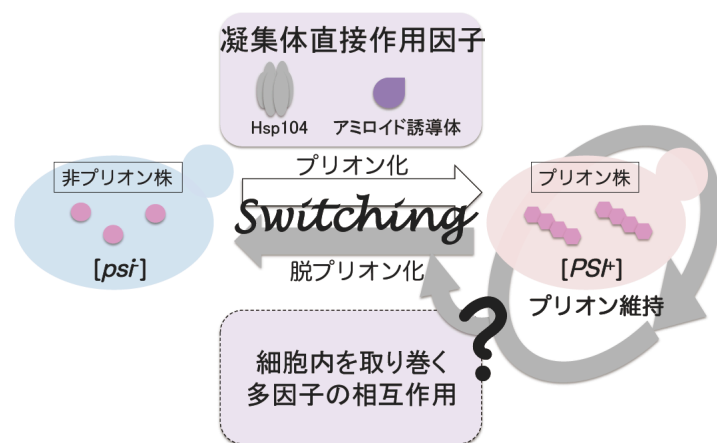 凝集体直接作用因子
Hsp104
アミロイド誘導体
プリオン化
非プリオン株
プリオン株
Switching
[psi-]
[PSI+]
脱プリオン化
プリオン維持
?
細胞内を取り巻く
多因子の相互作用